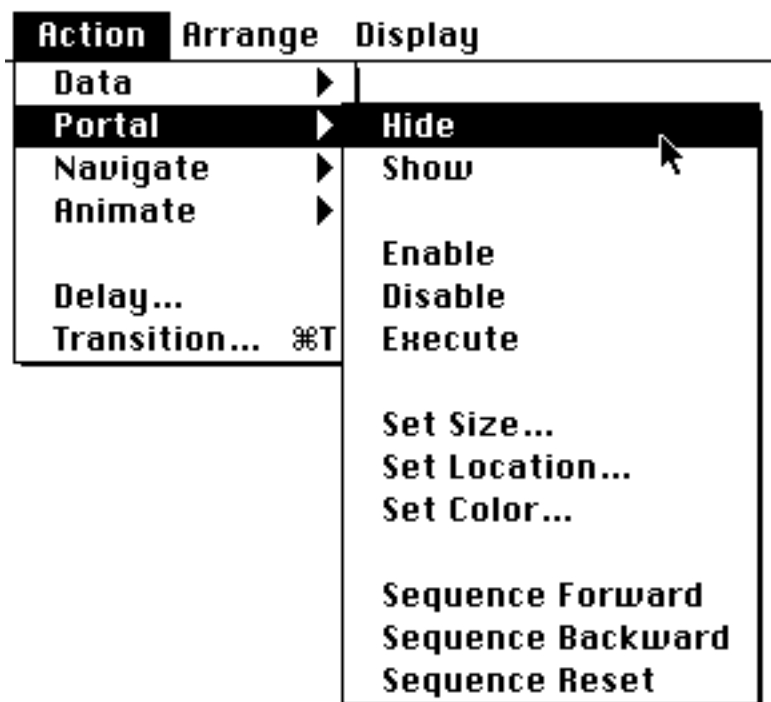 Action Arrange Display
Data
Portal
Navigate
Animate
Delay...
Transition... ⌘T
Hide
Show
Enable
Disable
Execute
Set Size...
Set Location...
Set Color...
Sequence Forward
Sequence Backward
Sequence Reset